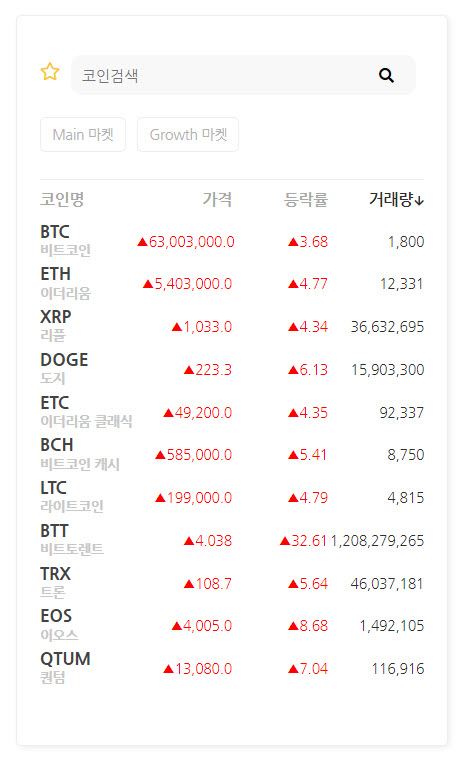 코인검색
Main 마켓 Growth 마켓
코인명 가격 등락률 거래량↓
BTC ▲63,003,000.0 ▲3.68 1,800
비트코인
ETH ▲5,403,000.0 ▲4.77 12,331
이더리움
XRP ▲1,033.0 ▲4.34 36,632,695
리플
DOGE ▲223.3 ▲6.13 15,903,300
도지
ETC ▲49,200.0 ▲4.35 92,337
이더리움 클래식
BCH ▲585,000.0 ▲5.41 8,750
비트코인 캐시
LTC ▲199,000.0 ▲4.79 4,815
라이트코인
BTT ▲4.038 ▲32.61 1,208,279,265
비트토렌트
TRX ▲108.7 ▲5.64 46,037,181
트론
EOS ▲4,005.0 ▲8.68 1,492,105
이오스
QTUM ▲13,080.0 ▲7.04 116,916
퀀텀